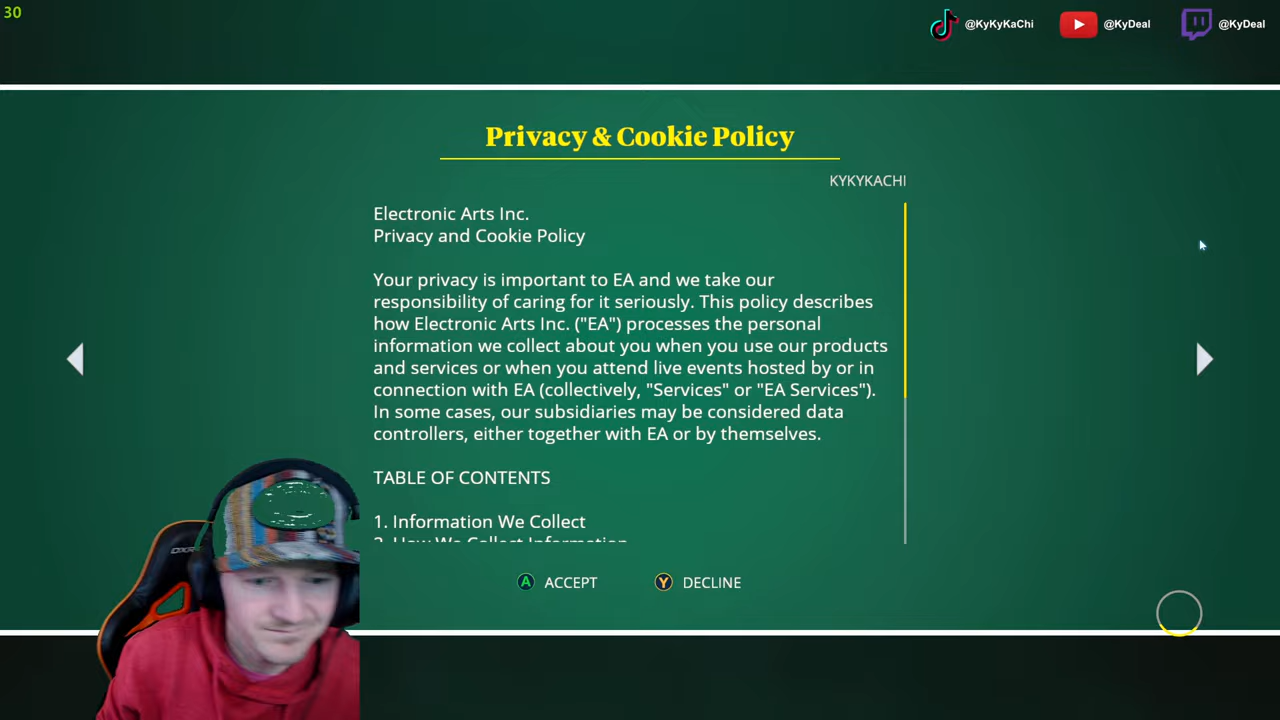 30
@KyKyKaChi
@KyDeal
@KyDeal
Privacy & Cookie Policy
KYKYKACHI
Electronic Arts Inc.
Privacy and Cookie Policy
Your privacy is important to EA and we take our
responsibility of caring for it seriously. This policy describes
how Electronic Arts Inc. ("EA") processes the personal
information we collect about you when you use our products
and services or when you attend live events hosted by or in
connection with EA (collectively, "Services" or "EA Services").
In some cases, our subsidiaries may be considered data
controllers, either together with EA or by themselves.
TABLE OF CONTENTS
1. Information We Collect
2. How We Collect Information
A ACCEPT
Y DECLINE